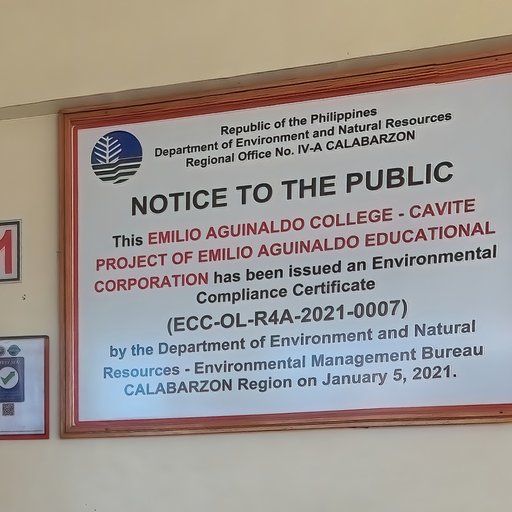 Republic of the Philippines
Department of Environment and Natural Resources
Regional Office No. IV-A CALABARZON
NOTICE TO THE PUBLIC
This EMILIO AGUINALDO COLLEGE - CAVITE
PROJECT OF EMILIO AGUINALDO EDUCATIONAL
CORPORATION has been issued an Environmental
Compliance Certificate
(ECC-OL-R4A-2021-0007)
by the Department of Environment and Natural
Resources - Environmental Management Bureau
CALABARZON Region on January 5, 2021.
1